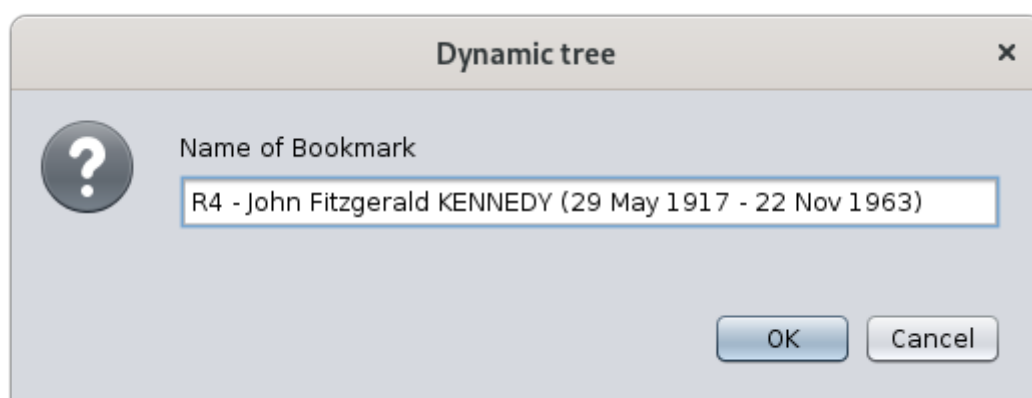 Dynamic tree
Name of Bookmark
R4 - John Fitzgerald KENNEDY (29 May 1917 - 22 Nov 1963)
OK Cancel